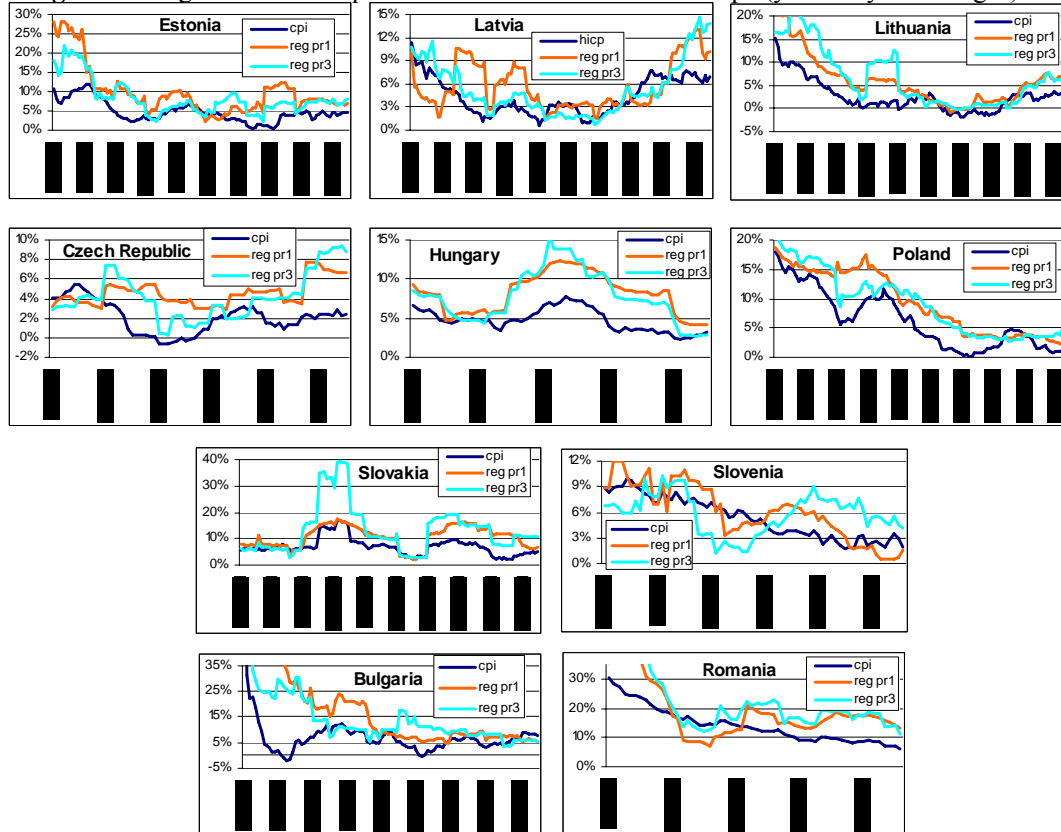 Estonia
30%
25%
20%
15%
10%
5%
0%
cpi
reg pr1
reg pr3
Latvia
15%
12%
9%
6%
3%
0%
hicp
reg pr1
reg pr3
Lithuania
20%
15%
10%
5%
0%
-5%
cpi
reg pr1
reg pr3
Czech Republic
10%
8%
6%
4%
2%
0%
-2%
cpi
reg pr1
reg pr3
Hungary
15%
10%
5%
0%
cpi
reg pr1
reg pr3
Poland
20%
15%
10%
5%
0%
cpi
reg pr1
reg pr3
Slovakia
40%
30%
20%
10%
0%
cpi
reg pr1
reg pr3
Slovenia
12%
9%
6%
3%
0%
cpi
reg pr1
reg pr3
Bulgaria
35%
25%
15%
5%
-5%
cpi
reg pr1
reg pr3
Romania
30%
20%
10%
0%
cpi
reg pr1
reg pr3